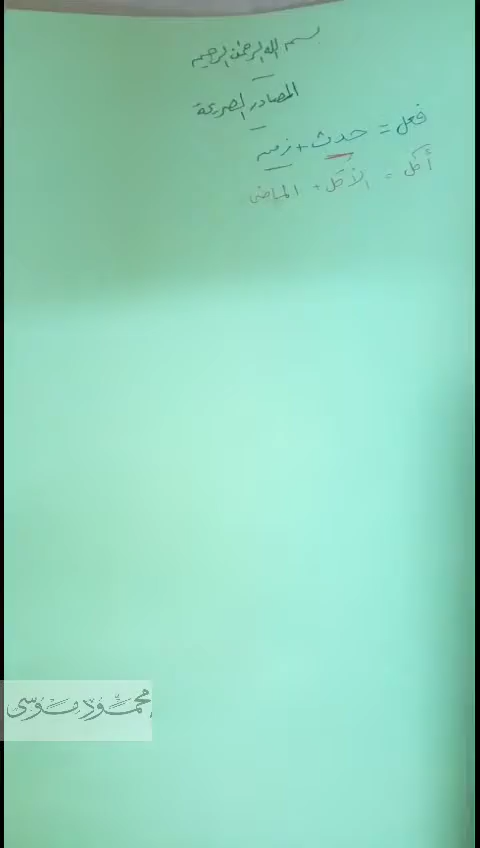 بسم الله الرحمن الرحيم
المصادر الصريحة
فعل = حدث + زمن
أكل = الأكل + الماضي
محمود موسى